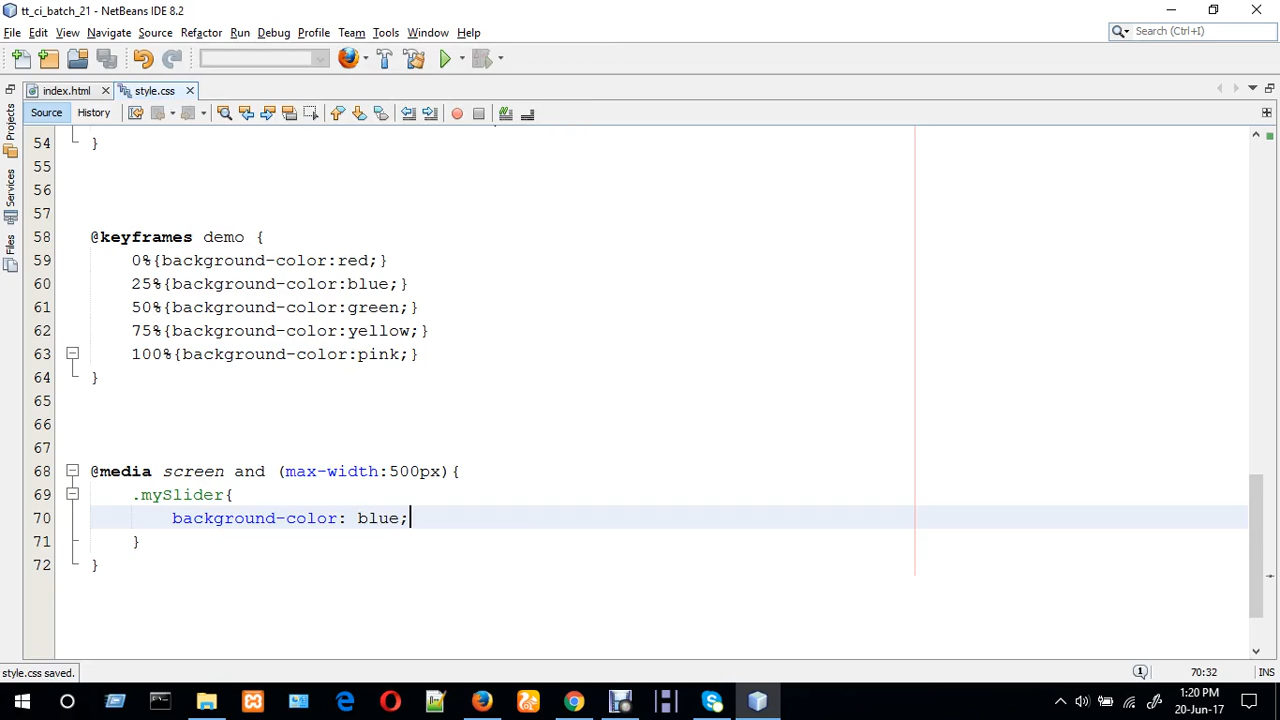 tt_ci_batch_21 - NetBeans IDE 8.2
File Edit View Navigate Source Refactor Run Debug Profile Team Tools Window Help
Search (Ctrl+I)
index.html
style.css
Source History
Projects
Services
Files
54 }
55
56
57
58 @keyframes demo {
59 0%{background-color:red;}
60 25%{background-color:blue;}
61 50%{background-color:green;}
62 75%{background-color:yellow;}
63 100%{background-color:pink;}
64 }
65
66
67
68 @media screen and (max-width:500px){
69 .mySlider{
70 background-color: blue;
71 }
72 }
style.css saved.
1
70:32
INS
1:20 PM
20-Jun-17